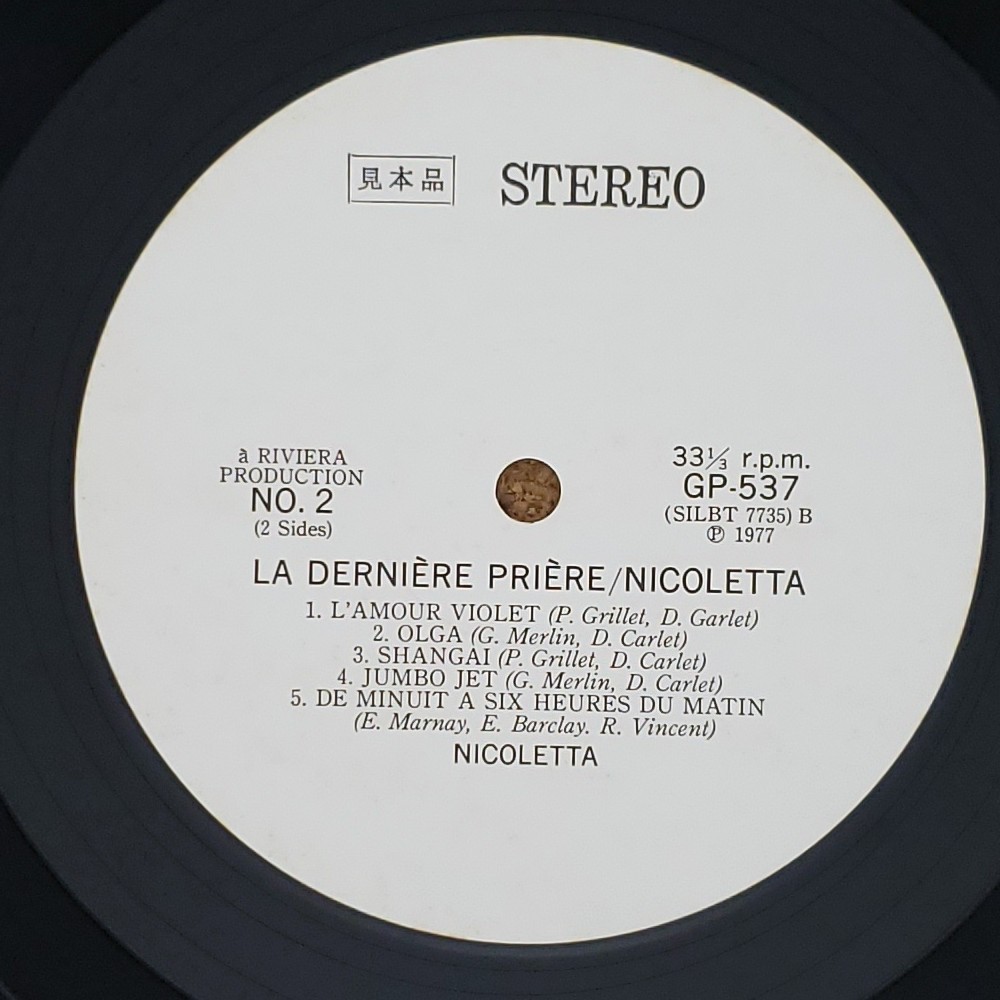 見本品 STEREO
à RIVIERA
PRODUCTION
NO. 2
(2 Sides)
33⅓ r.p.m.
GP-537
(SILBT 7735) B
℗ 1977
LA DERNIÈRE PRIÈRE/NICOLETTA
1. L'AMOUR VIOLET (P. Grillet, D. Garlet)
2. OLGA (G. Merlin, D. Carlet)
3. SHANGAI (P. Grillet, D. Carlet)
4. JUMBO JET (G. Merlin, D. Carlet)
5. DE MINUIT A SIX HEURES DU MATIN
(E. Marnay, E. Barclay. R. Vincent)
NICOLETTA